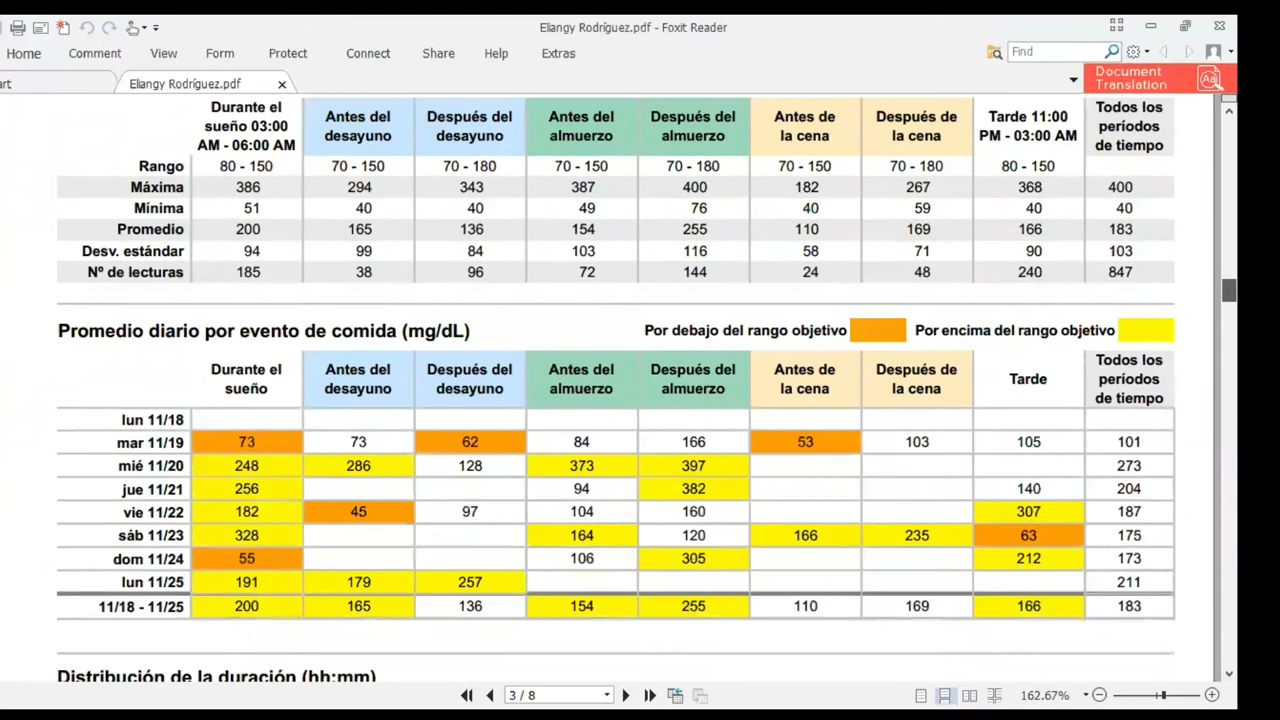 Eliangy Rodríguez.pdf - Foxit Reader
Home Comment View Form Protect Connect Share Help Extras Find
art Eliangy Rodríguez.pdf Document Translation
Durante el sueño 03:00 AM - 06:00 AM Antes del desayuno Después del desayuno Antes del almuerzo Después del almuerzo Antes de la cena Después de la cena Tarde 11:00 PM - 03:00 AM Todos los períodos de tiempo
Rango 80 - 150 70 - 150 70 - 180 70 - 150 70 - 180 70 - 150 70 - 180 80 - 150
Máxima 386 294 343 387 400 182 267 368 400
Mínima 51 40 40 49 76 40 59 40 40
Promedio 200 165 136 154 255 110 169 166 183
Desv. estándar 94 99 84 103 116 58 71 90 103
Nº de lecturas 185 38 96 72 144 24 48 240 847
Promedio diario por evento de comida (mg/dL) Por debajo del rango objetivo Por encima del rango objetivo
Durante el sueño Antes del desayuno Después del desayuno Antes del almuerzo Después del almuerzo Antes de la cena Después de la cena Tarde Todos los períodos de tiempo
lun 11/18
mar 11/19 73 73 62 84 166 53 103 105 101
mié 11/20 248 286 128 373 397 273
jue 11/21 256 94 382 140 204
vie 11/22 182 45 97 104 160 307 187
sáb 11/23 328 164 120 166 235 63 175
dom 11/24 55 106 305 212 173
lun 11/25 191 179 257 211
11/18 - 11/25 200 165 136 154 255 110 169 166 183
Distribución de la duración (hh:mm)
3 / 8 162.67%